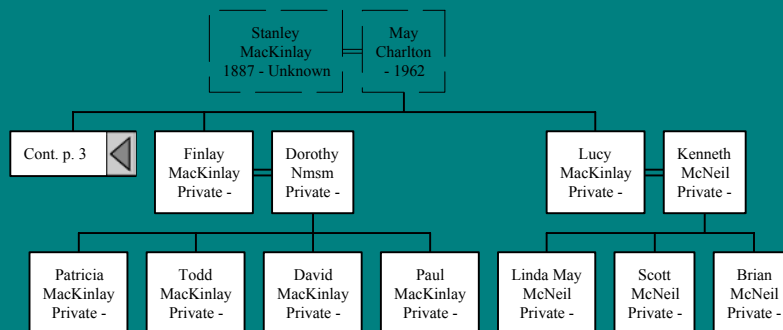 Stanley
MacKinlay
1887 - Unknown
May
Charlton
- 1962
Cont. p. 3
Finlay
MacKinlay
Private -
Dorothy
Nmsm
Private -
Lucy
MacKinlay
Private -
Kenneth
McNeil
Private -
Patricia
MacKinlay
Private -
Todd
MacKinlay
Private -
David
MacKinlay
Private -
Paul
MacKinlay
Private -
Linda May
McNeil
Private -
Scott
McNeil
Private -
Brian
McNeil
Private -